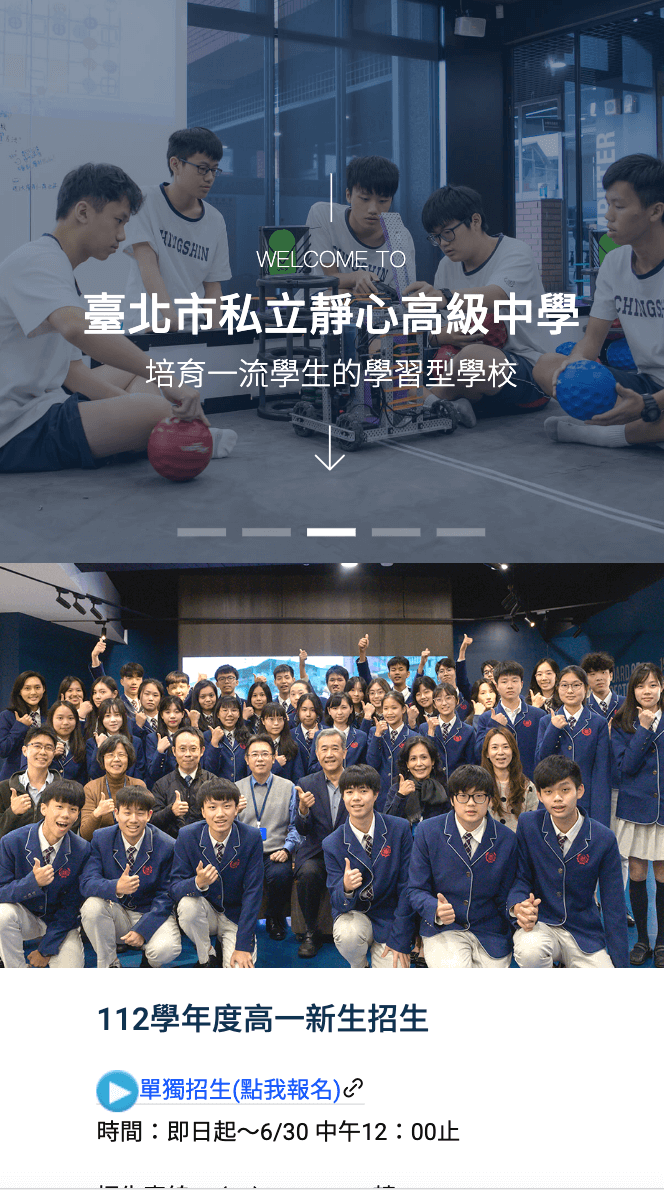 WELCOME TO
臺北市私立靜心高級中學
培育一流學生的學習型學校
CHINGSHIN
CHINGSHIN
112學年度高一新生招生
單獨招生(點我報名)
時間：即日起～6/30 中午12：00止